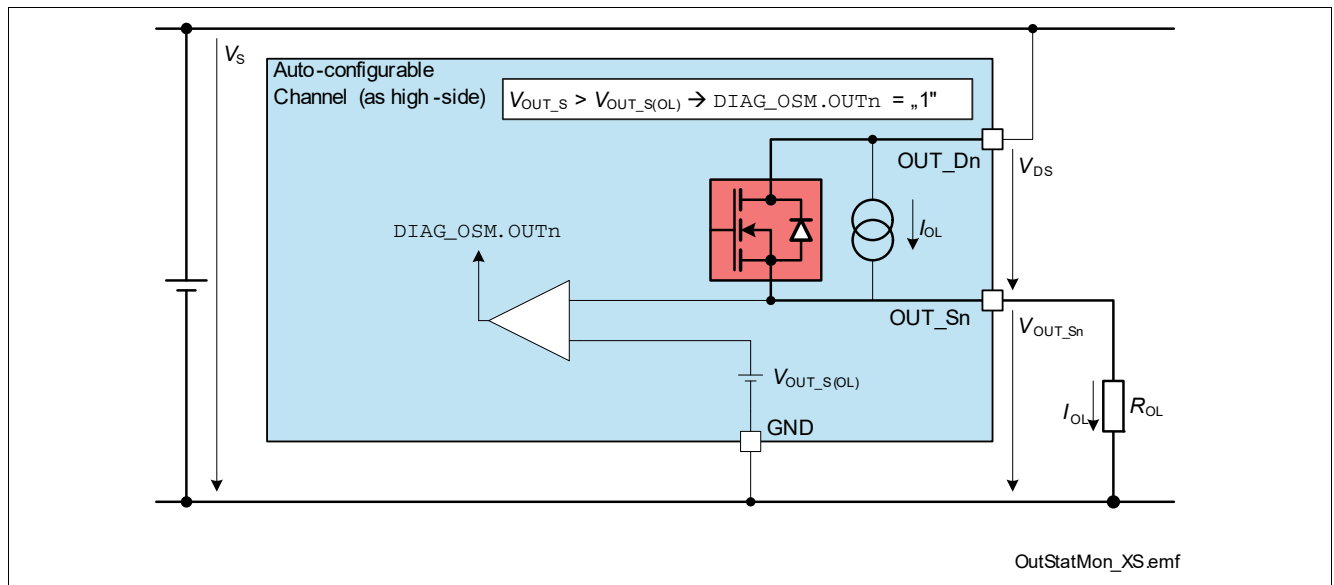 VS
Auto-configurable
Channel (as high -side)
VOUT_S > VOUT_S(OL) → DIAG_OSM.OUTn = „1"
OUT_Dn
VDS
IOL
DIAG_OSM.OUTn
OUT_Sn
VOUT_Sn
VOUT_S(OL)
IOL
ROL
GND
OutStatMon_XS.emf